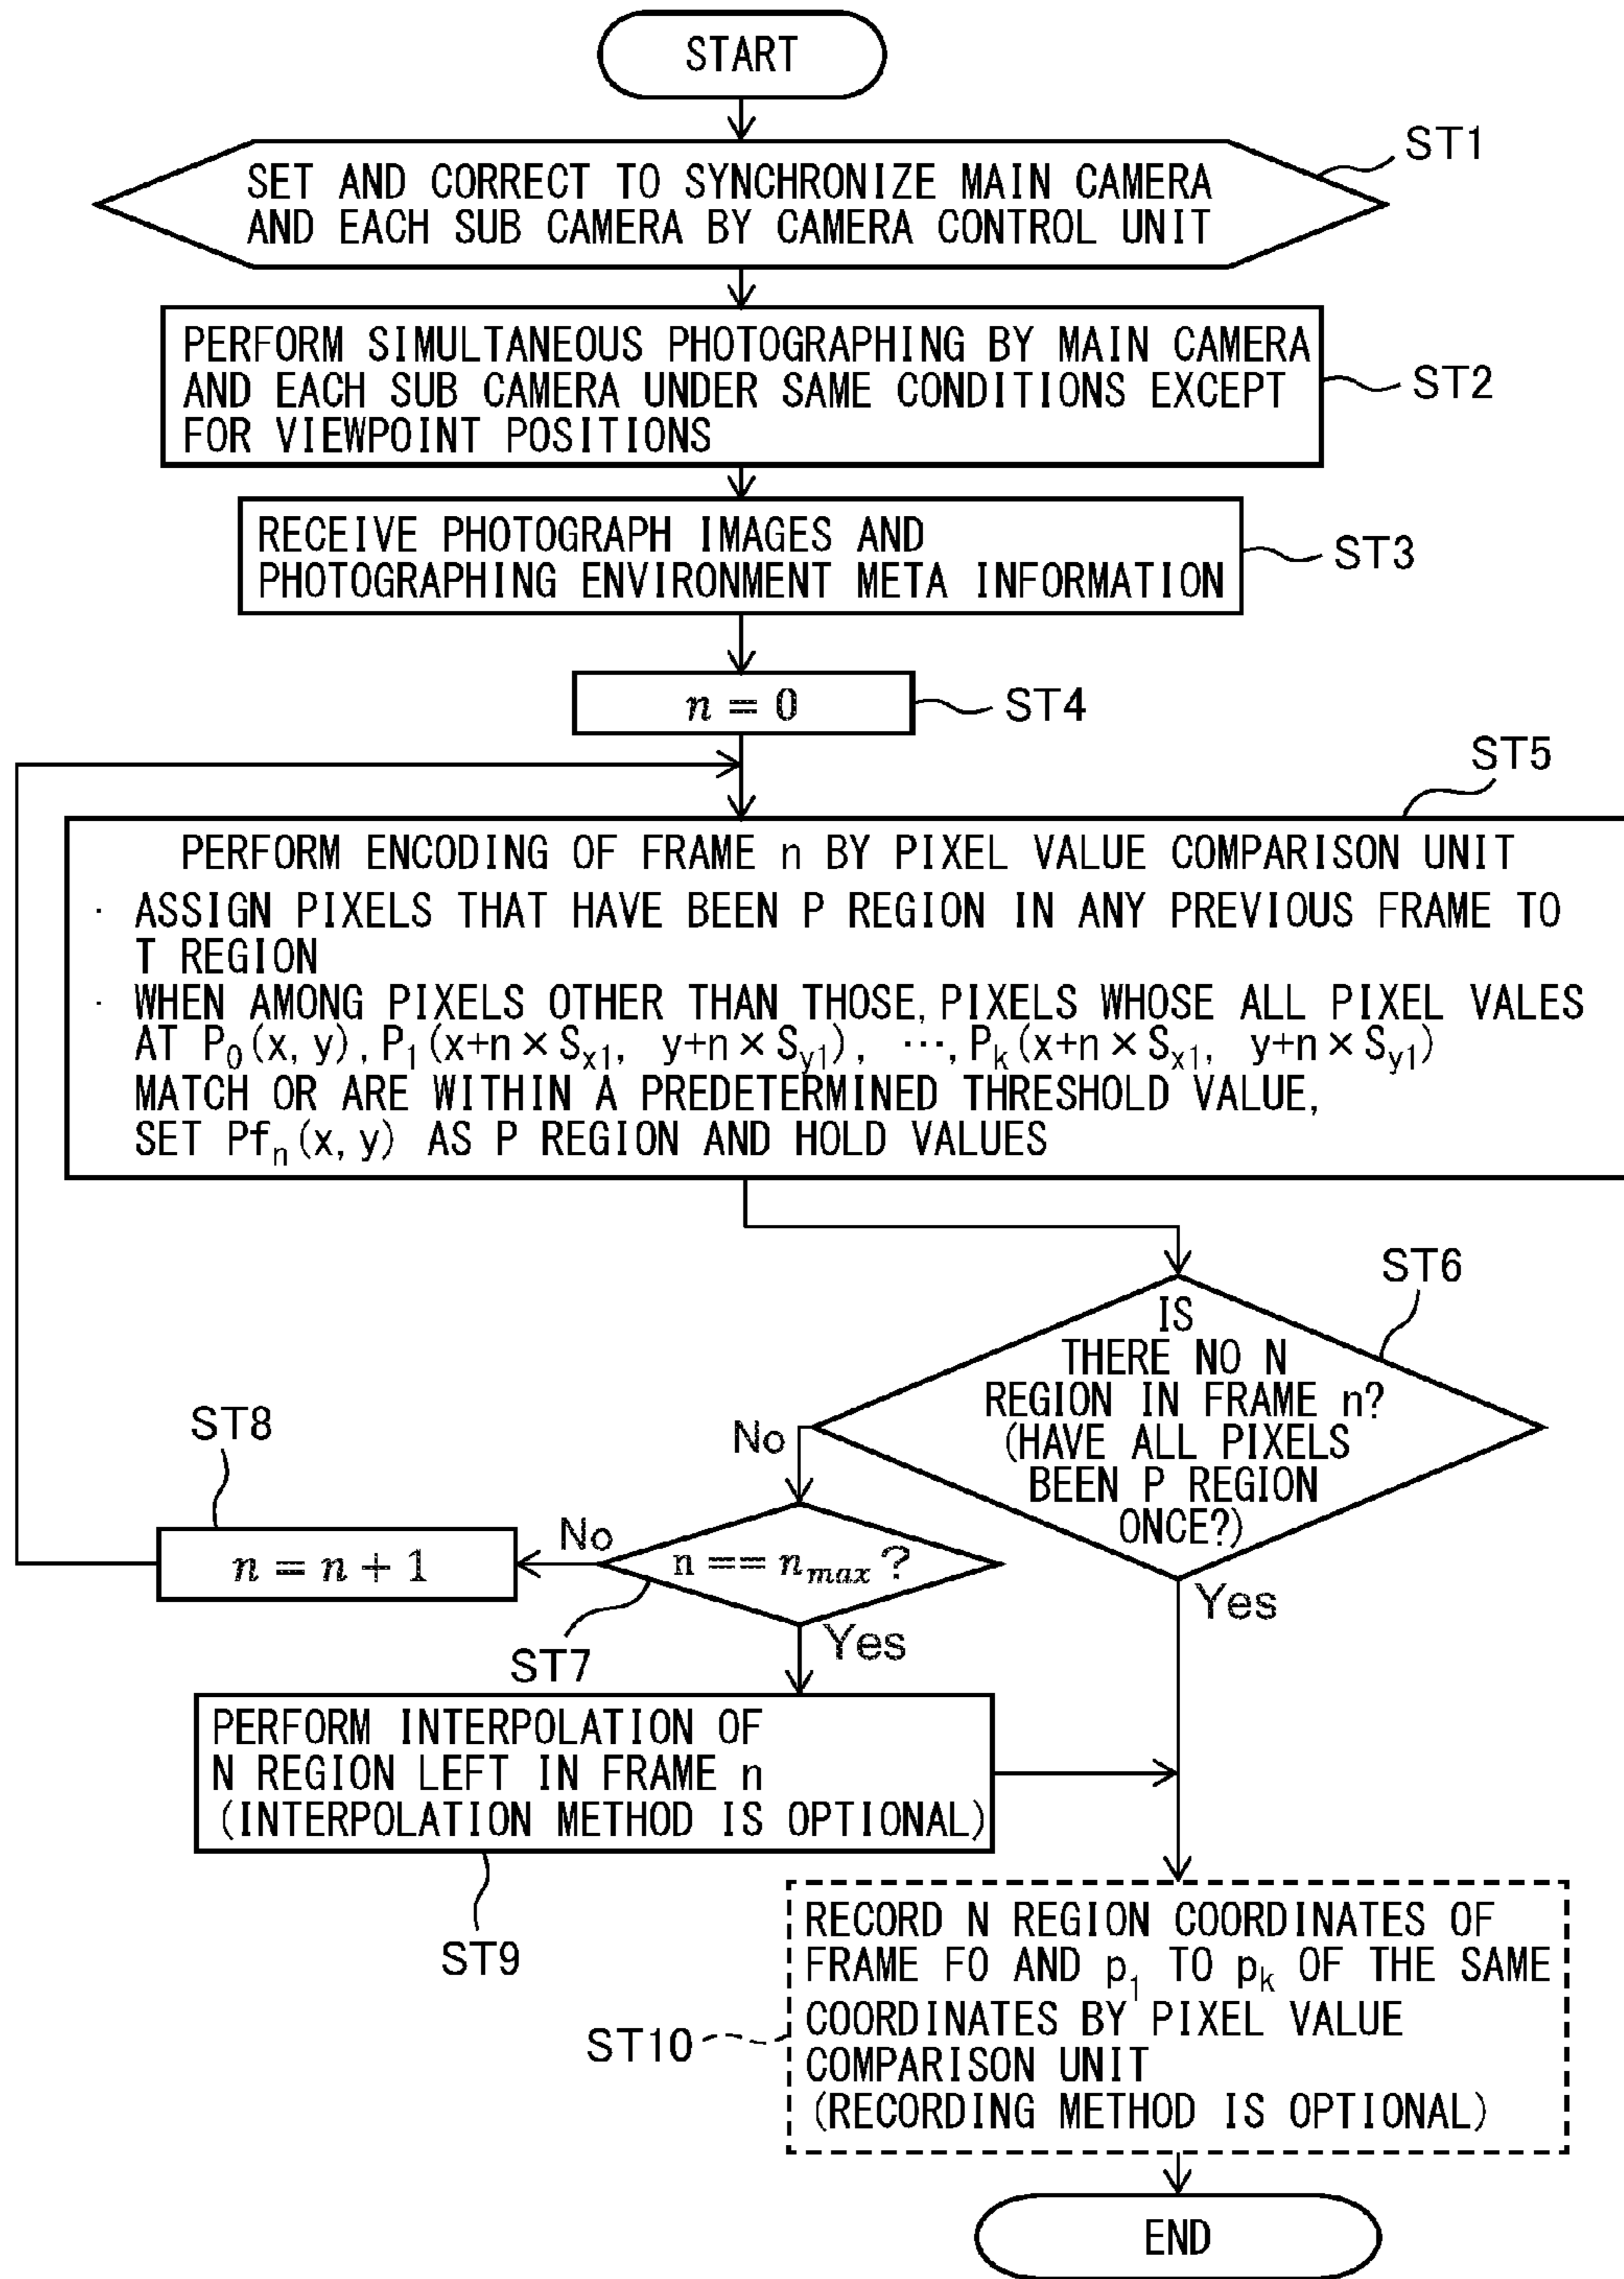 START
ST1
SET AND CORRECT TO SYNCHRONIZE MAIN CAMERA
AND EACH SUB CAMERA BY CAMERA CONTROL UNIT
PERFORM SIMULTANEOUS PHOTOGRAPHING BY MAIN CAMERA
AND EACH SUB CAMERA UNDER SAME CONDITIONS EXCEPT
FOR VIEWPOINT POSITIONS
ST2
RECEIVE PHOTOGRAPH IMAGES AND
PHOTOGRAPHING ENVIRONMENT META INFORMATION
ST3
n = 0
ST4
ST5
PERFORM ENCODING OF FRAME n BY PIXEL VALUE COMPARISON UNIT
· ASSIGN PIXELS THAT HAVE BEEN P REGION IN ANY PREVIOUS FRAME TO
T REGION
· WHEN AMONG PIXELS OTHER THAN THOSE, PIXELS WHOSE ALL PIXEL VALES
AT P₀(x, y), P₁(x+n×Sₓ₁, y+n×S_y1), ⋯, Pₖ(x+n×Sₓ₁, y+n×S_y1)
MATCH OR ARE WITHIN A PREDETERMINED THRESHOLD VALUE,
SET Pfₙ(x, y) AS P REGION AND HOLD VALUES
ST6
IS
THERE NO N
REGION IN FRAME n?
(HAVE ALL PIXELS
BEEN P REGION
ONCE?)
No
Yes
ST8
n = n + 1
No
n == n_max ?
ST7
Yes
PERFORM INTERPOLATION OF
N REGION LEFT IN FRAME n
(INTERPOLATION METHOD IS OPTIONAL)
ST9
RECORD N REGION COORDINATES OF
FRAME F0 AND p₁ TO pₖ OF THE SAME
COORDINATES BY PIXEL VALUE
COMPARISON UNIT
(RECORDING METHOD IS OPTIONAL)
ST10
END